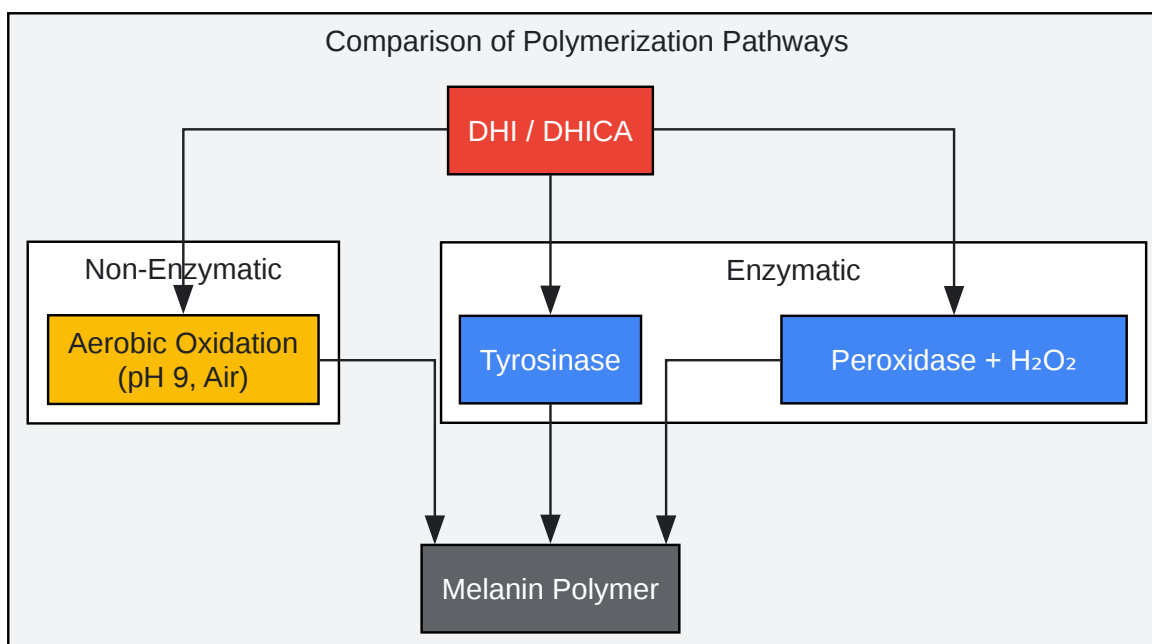 Comparison of Polymerization Pathways
DHI / DHICA
Non-Enzymatic
Enzymatic
Aerobic Oxidation
(pH 9, Air)
Tyrosinase
Peroxidase + H₂O₂
Melanin Polymer